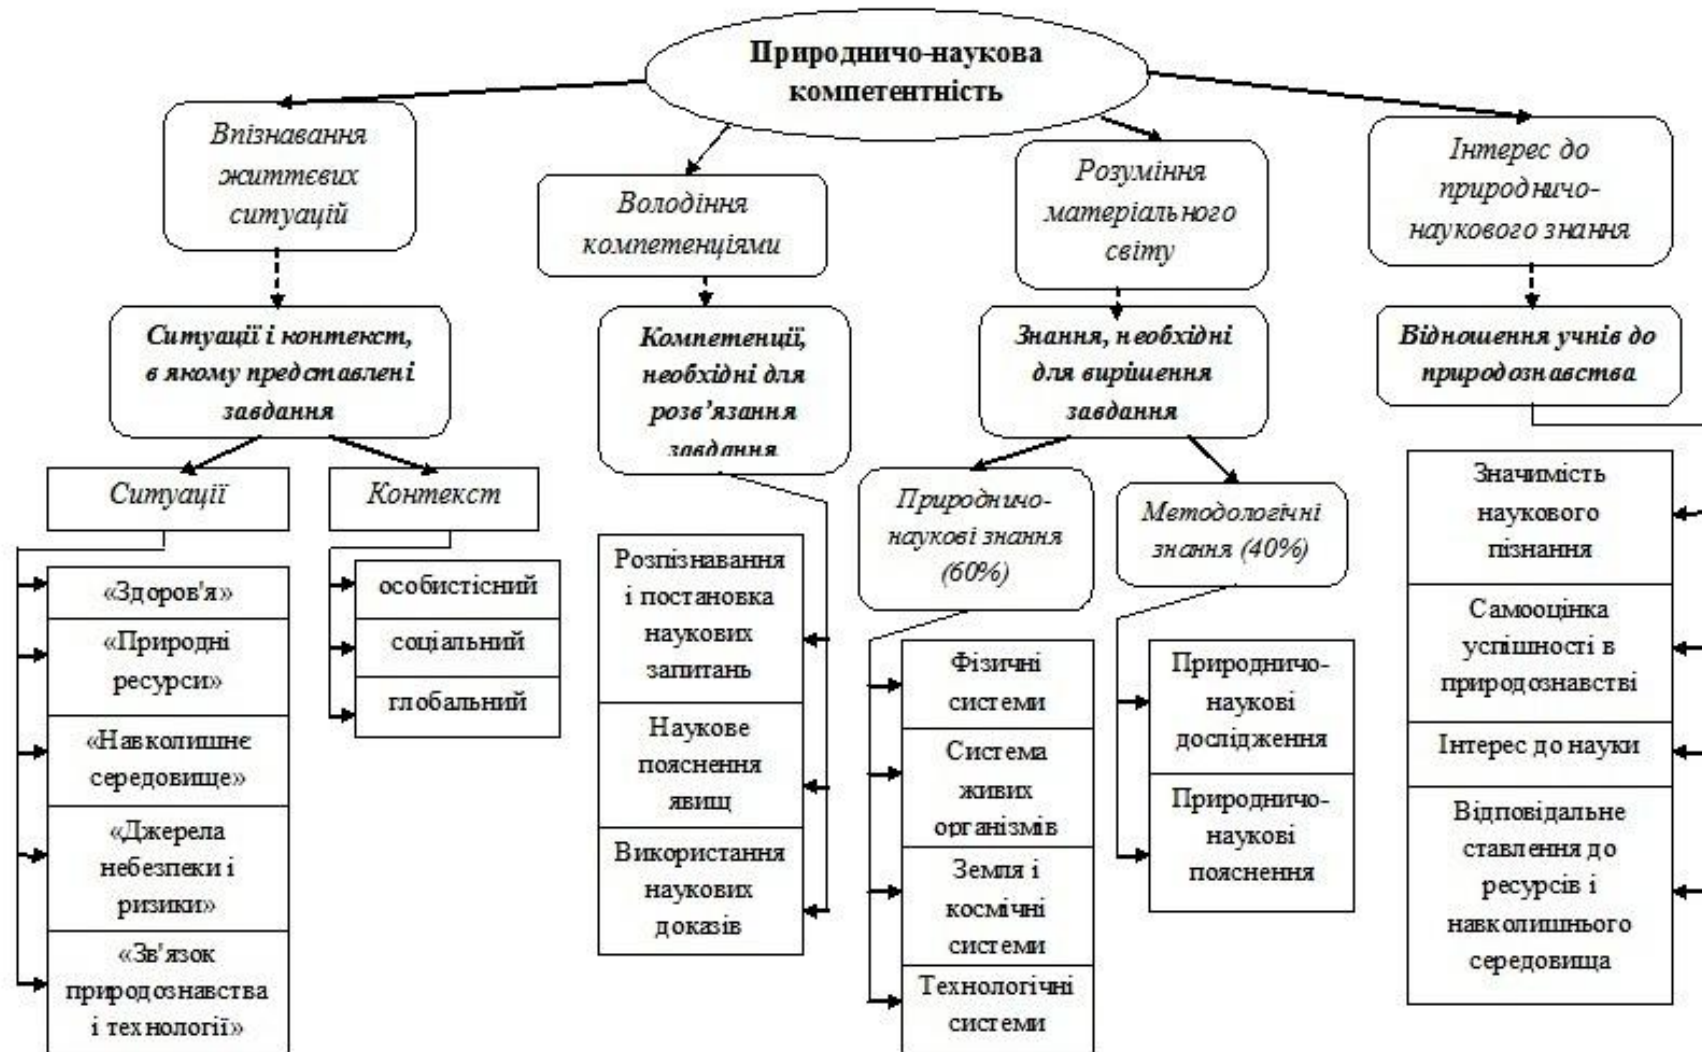 Природничо-наукова
компетентність
Впізнавання
життєвих
ситуацій
Володіння
компетенціями
Розуміння
матеріального
світу
Інтерес до
природничо-
наукового знання
Ситуації і контекст,
в якому представлені
завдання
Компетенції,
необхідні для
розв’язання
завдання
Знання, необхідні
для вирішення
завдання
Відношення учнів до
природознавства
Ситуації
Контекст
Природничо-
наукові знання
(60%)
Методологічні
знання (40%)
«Здоров'я»
«Природні
ресурси»
«Навколишнє
середовище»
«Джерела
небезпеки і
ризики»
«Зв'язок
природознавства
і технології»
особистісний
соціальний
глобальний
Розпізнавання
і постановка
наукових
запитань
Наукове
пояснення
явищ
Використання
наукових
доказів
Фізичні
системи
Система
живих
організмів
Земля і
космічні
системи
Технологічні
системи
Природничо-
наукові
дослідження
Природничо-
наукові
пояснення
Значимість
наукового
пізнання
Самооцінка
успішності в
природознавстві
Інтерес до науки
Відповідальне
ставлення до
ресурсів і
навколишнього
середовища